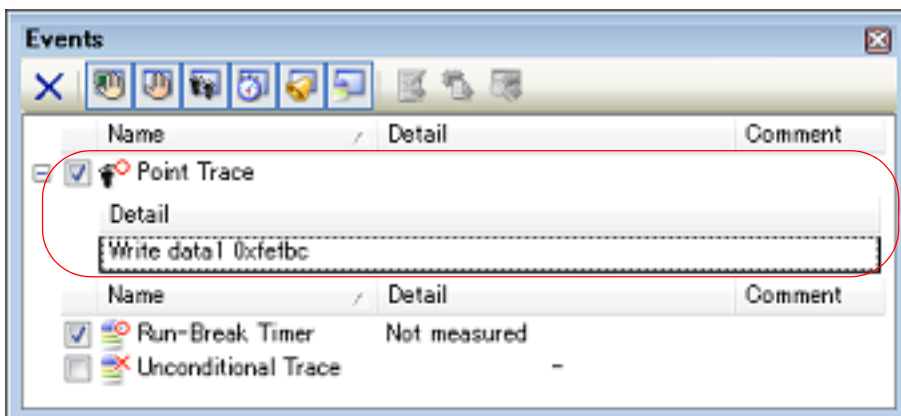 Events
Name Detail Comment
Point Trace
Detail
Write data1 0xfefbc
Name Detail Comment
Run-Break Timer Not measured
Unconditional Trace -